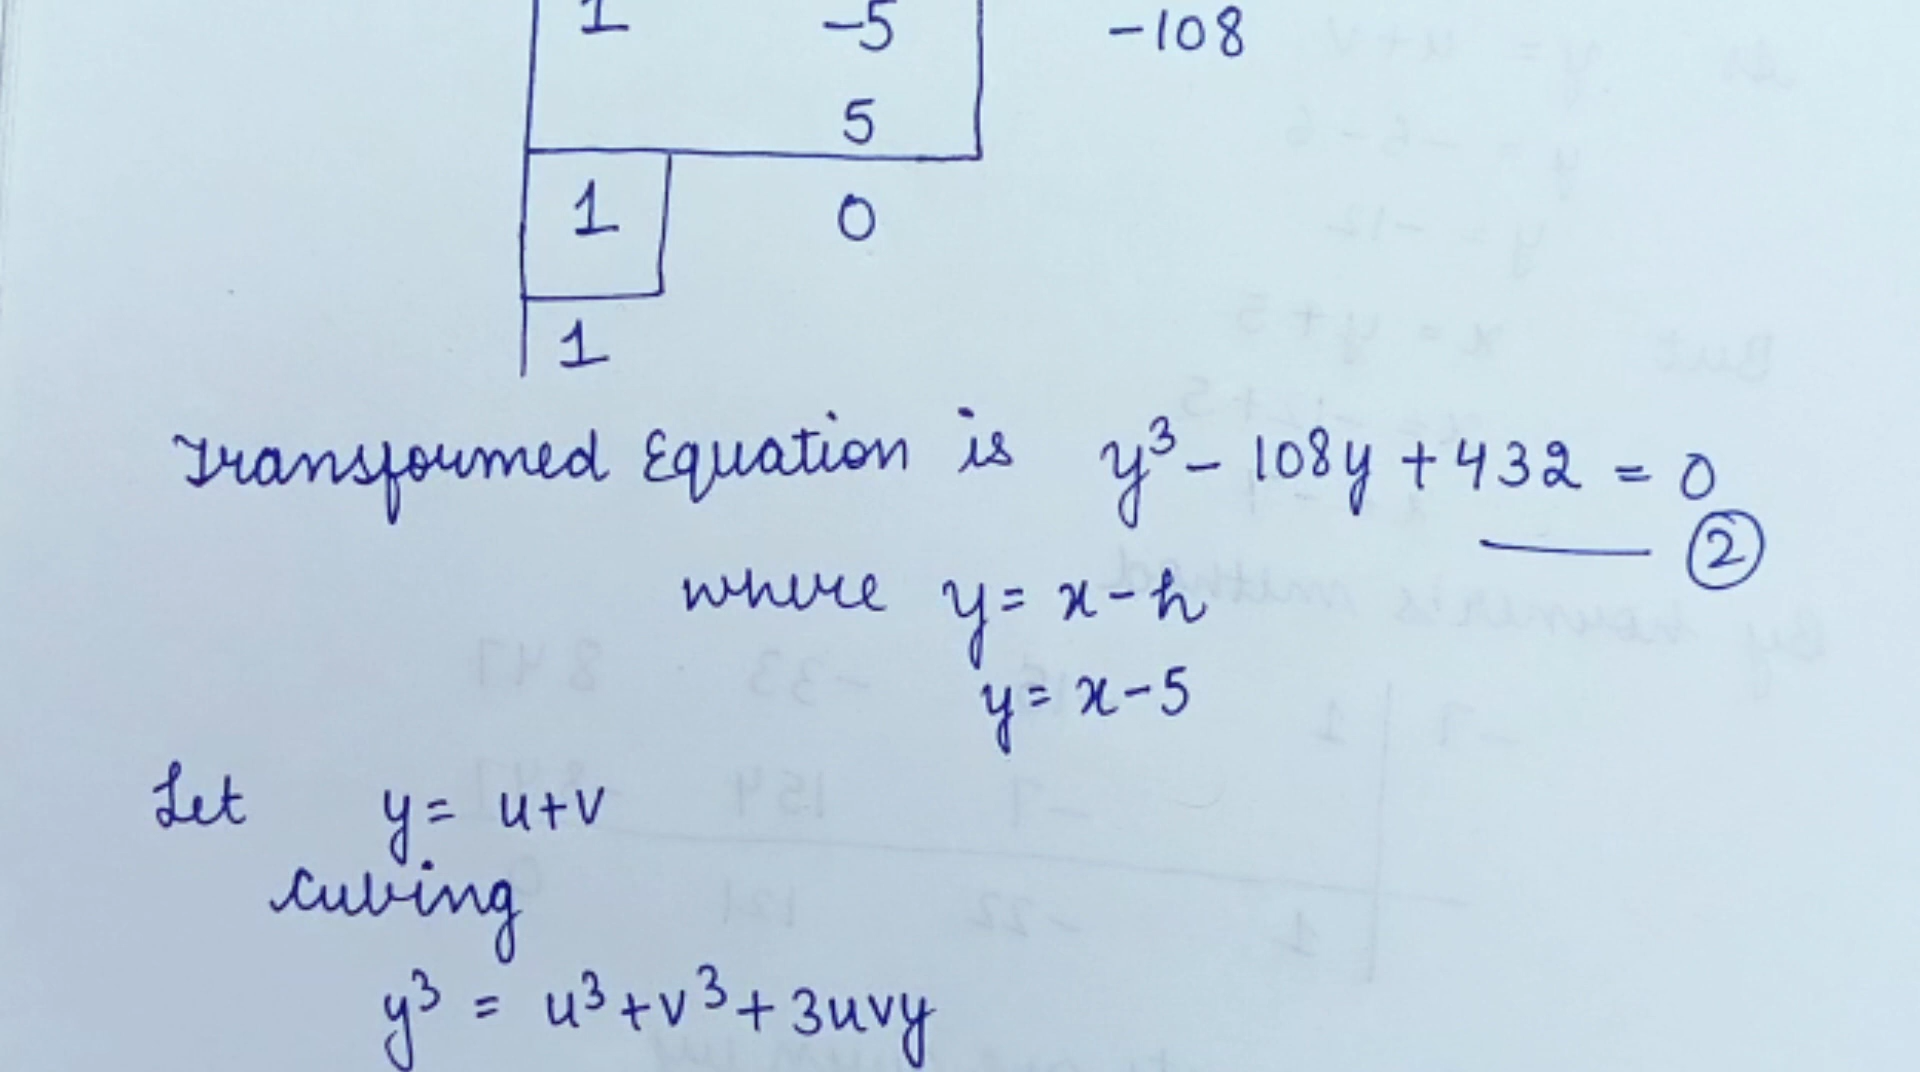 1 -5 -108
5
1 0
1
Transformed Equation is y³ - 108y + 432 = 0
②
where y = x - h
y = x - 5
Let y = u + v
cubing
y³ = u³ + v³ + 3uvy